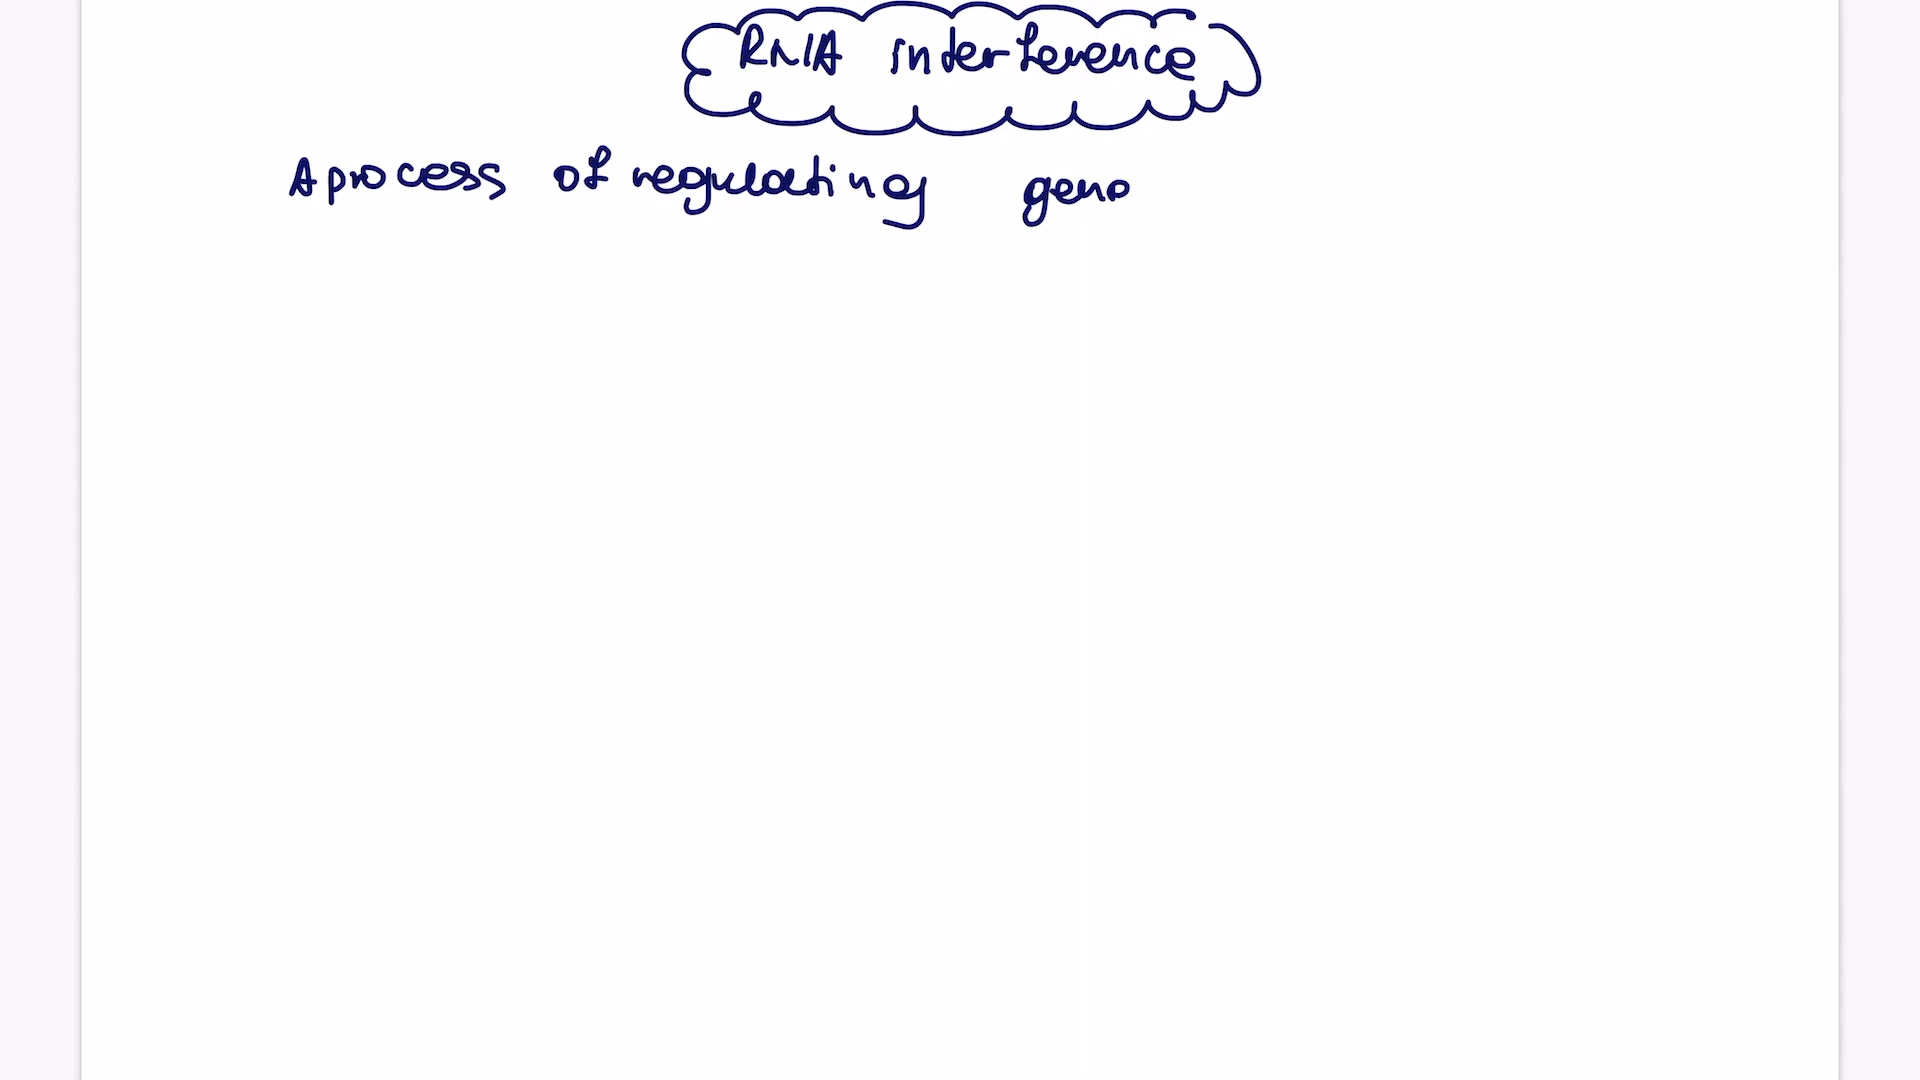 RNA interference
A process of regulating gene